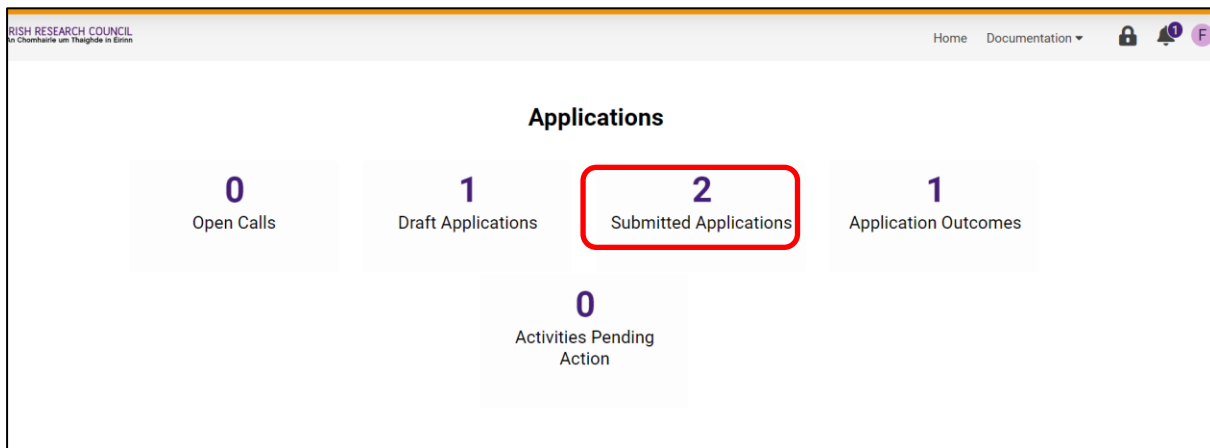 RISH RESEARCH COUNCIL
An Chomhairle um Thaighde in Éirinn
Home Documentation
1
F
Applications
0
Open Calls
1
Draft Applications
2
Submitted Applications
1
Application Outcomes
0
Activities Pending
Action